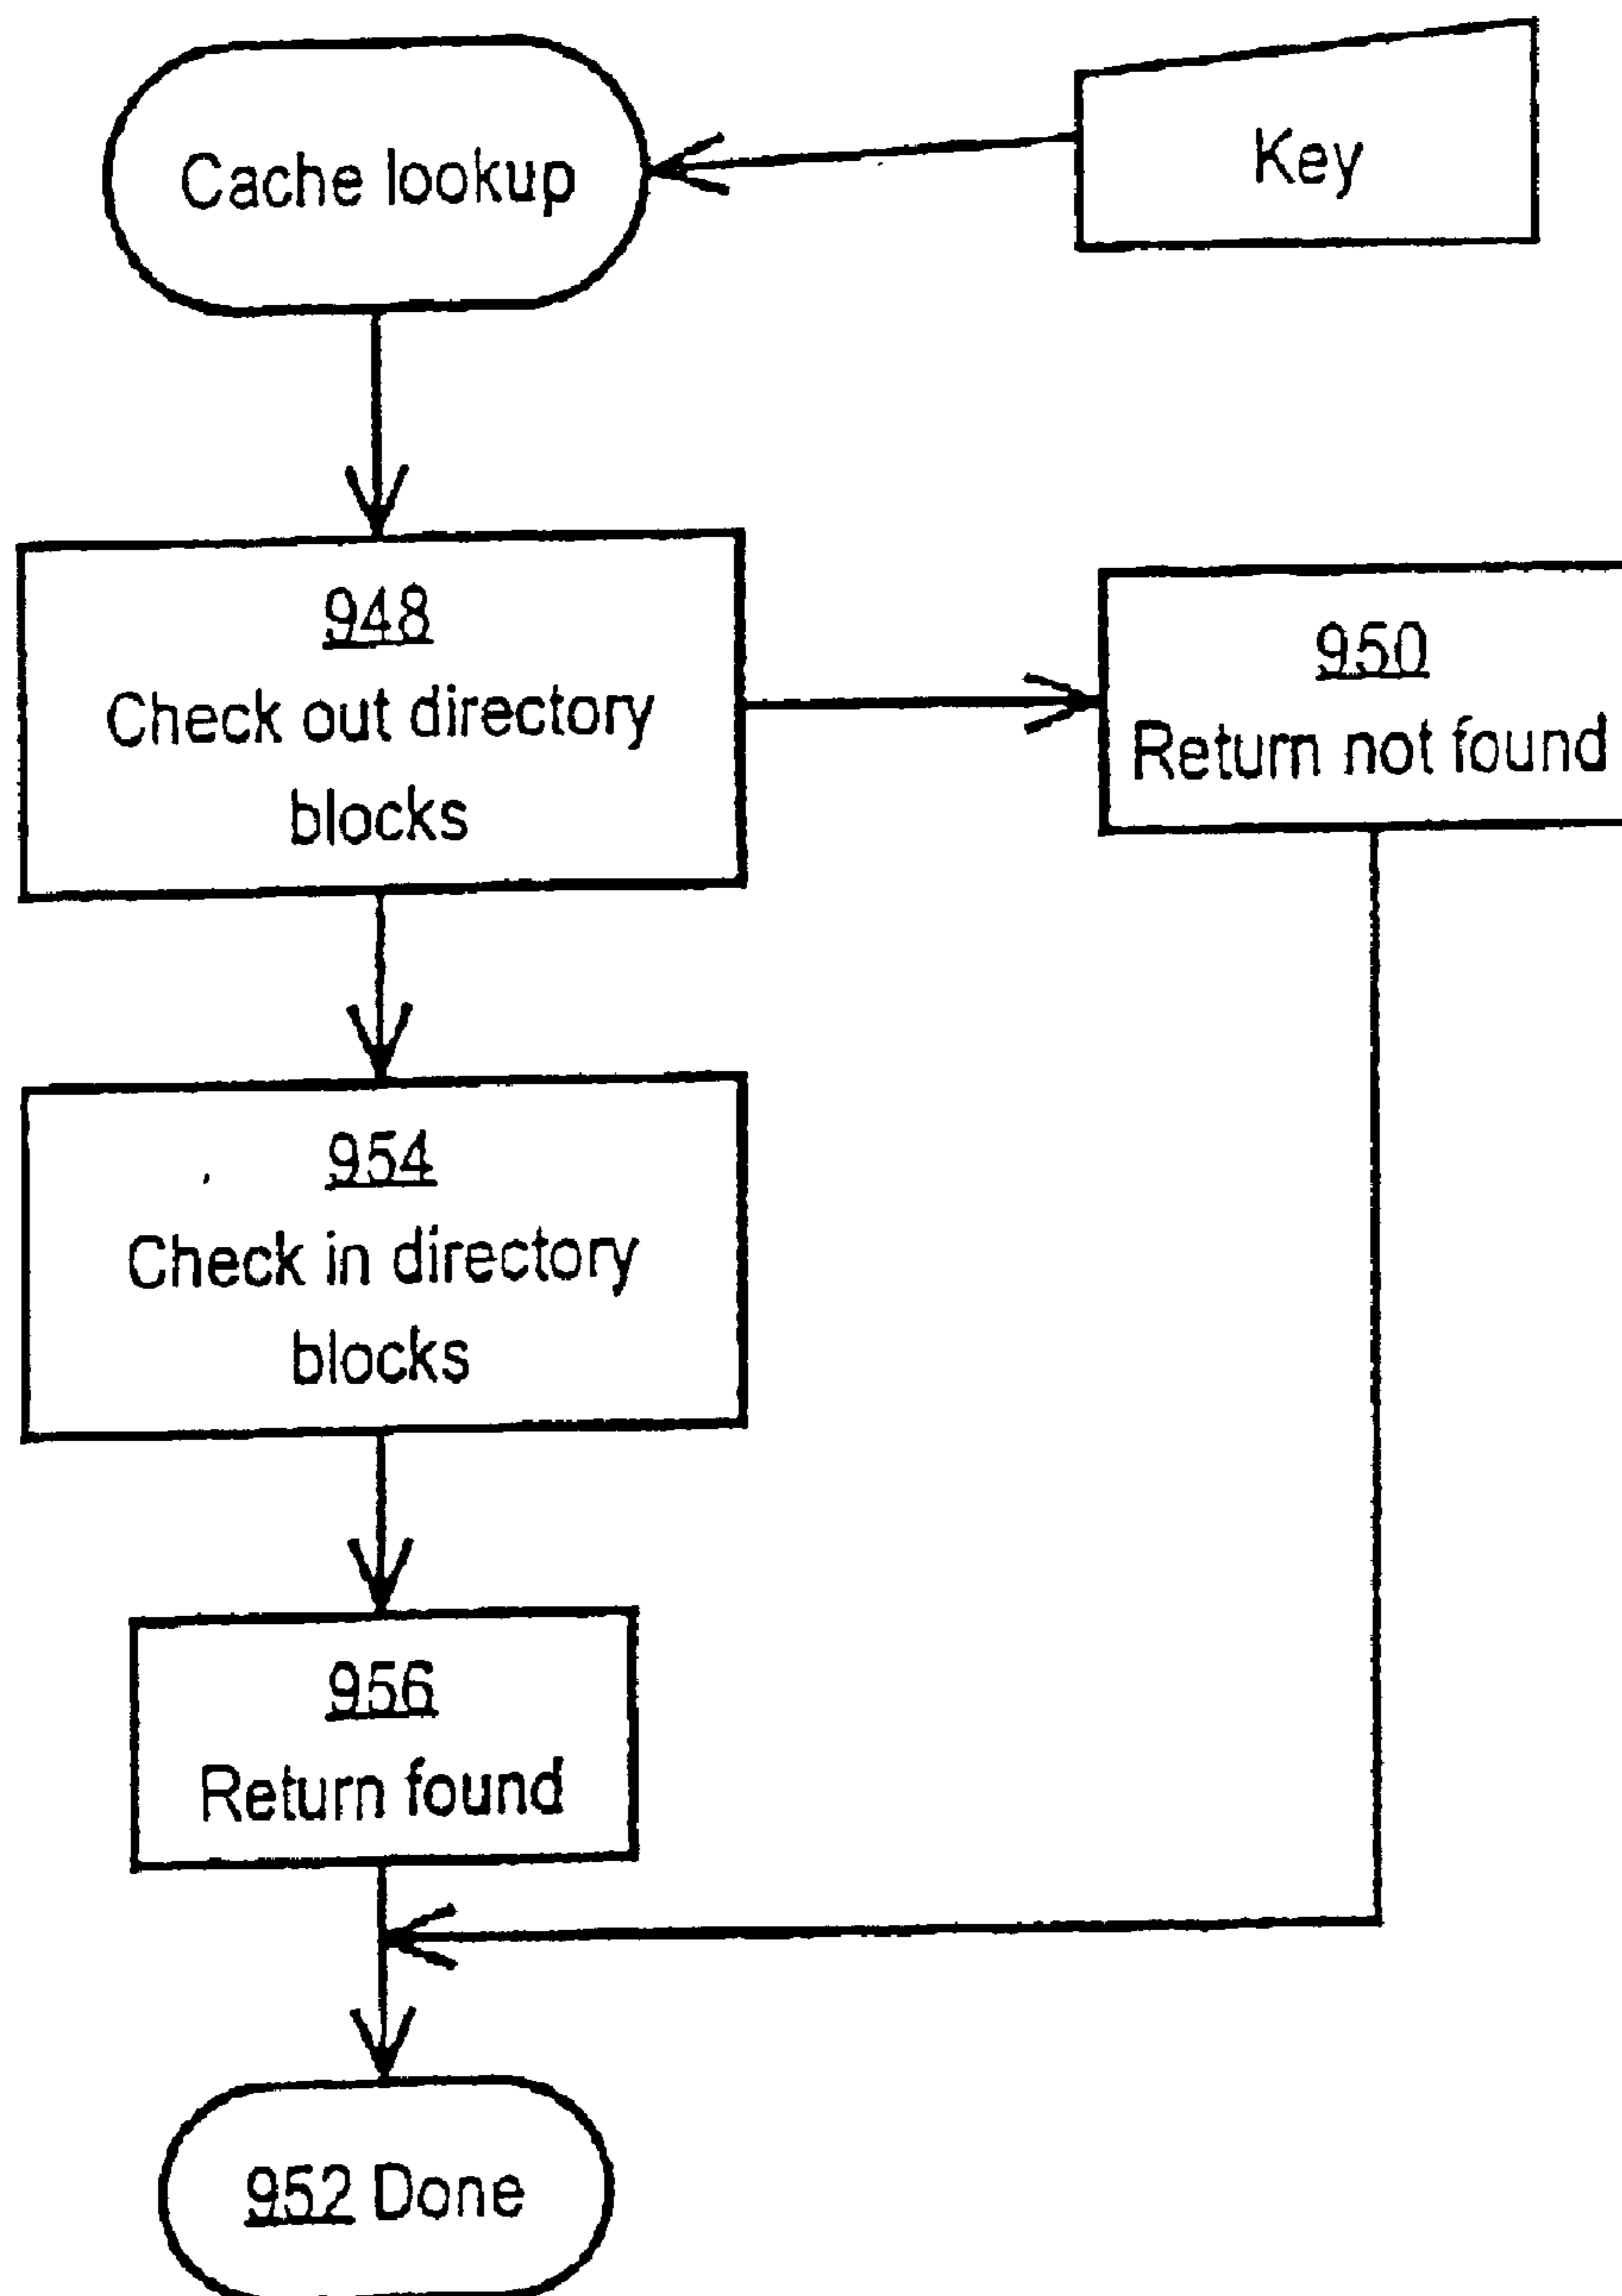 Cache lookup
Key
948
Check out directory
blocks
950
Return not found
954
Check in directory
blocks
956
Return found
952 Done